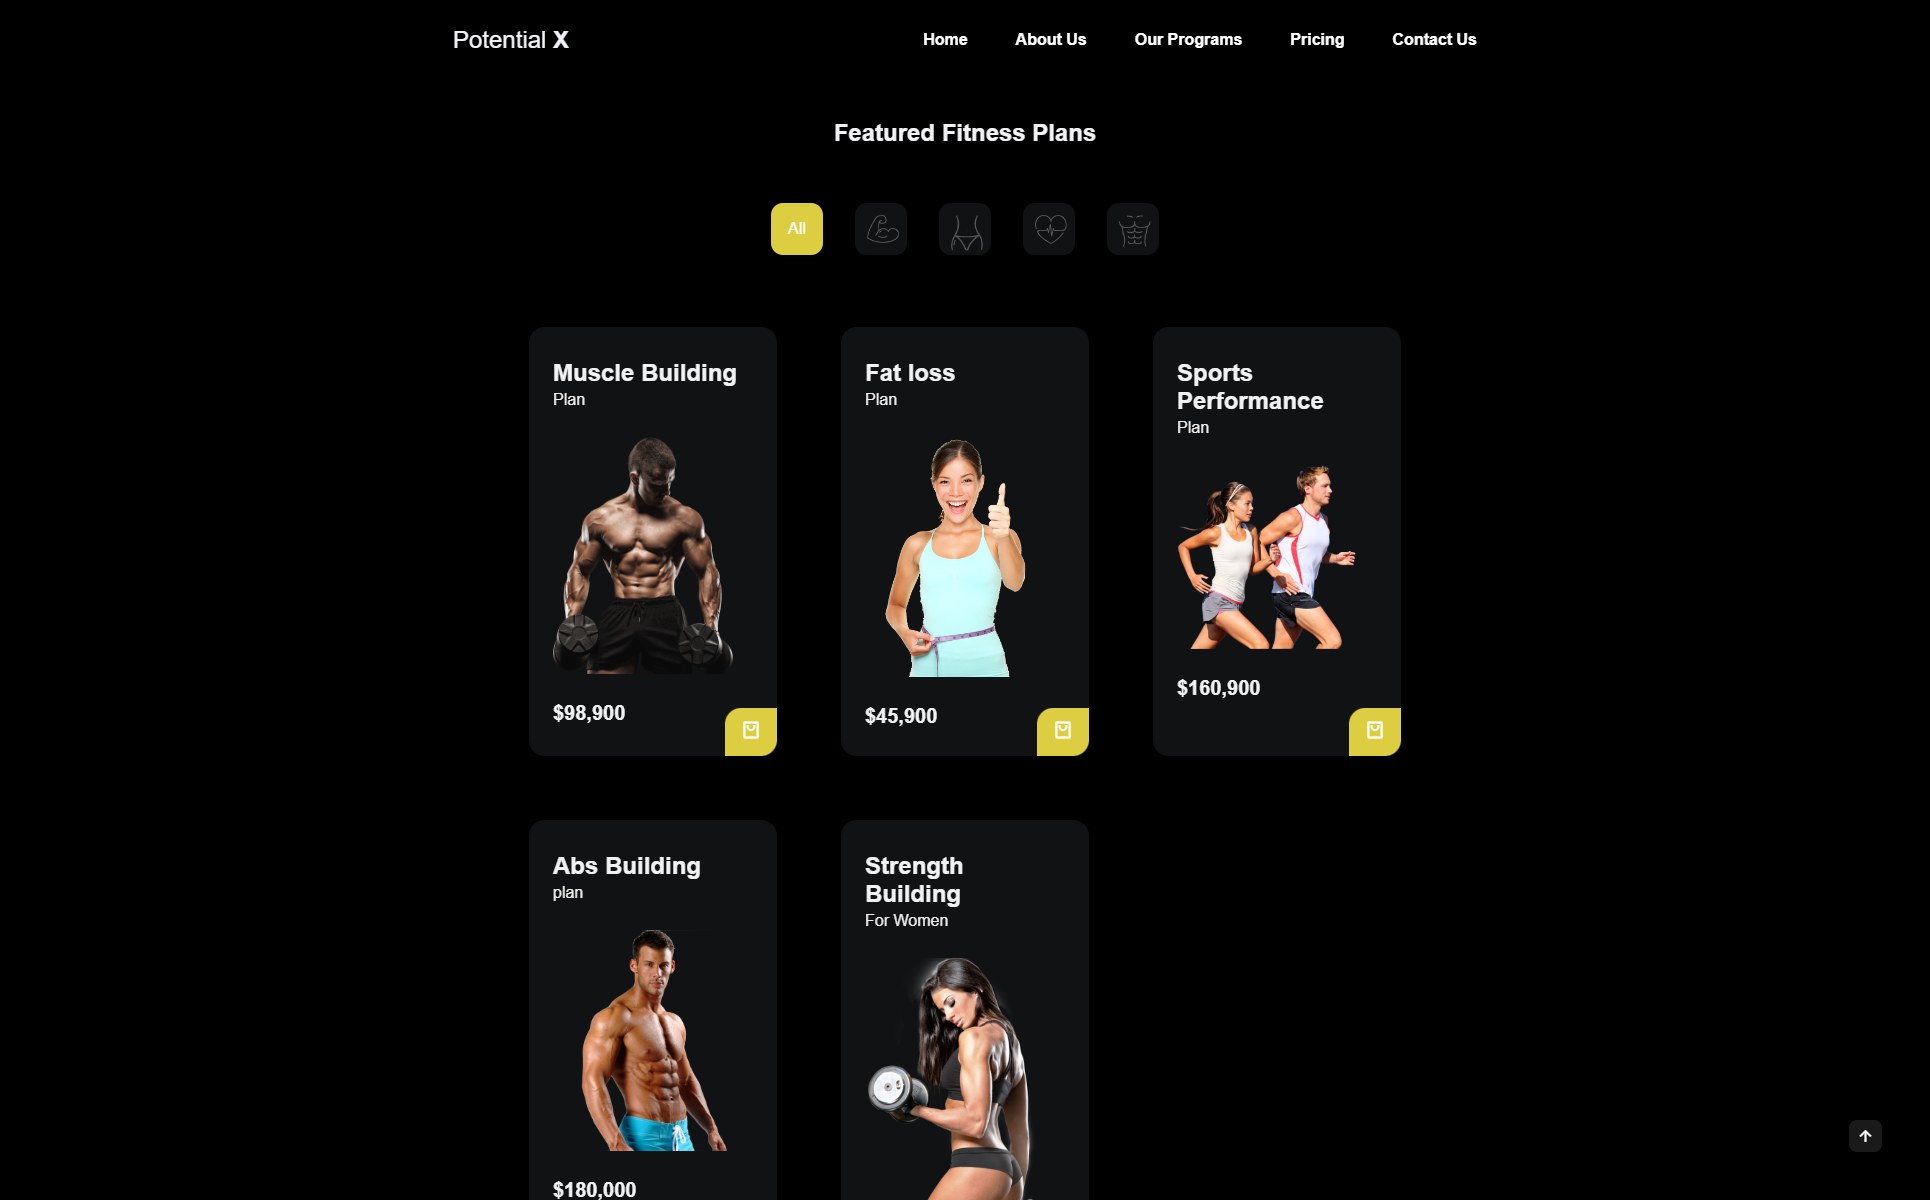 Potential X
Home
About Us
Our Programs
Pricing
Contact Us
Featured Fitness Plans
All
Muscle Building
Plan
$98,900
Fat loss
Plan
$45,900
Sports
Performance
Plan
$160,900
Abs Building
plan
$180,000
Strength
Building
For Women